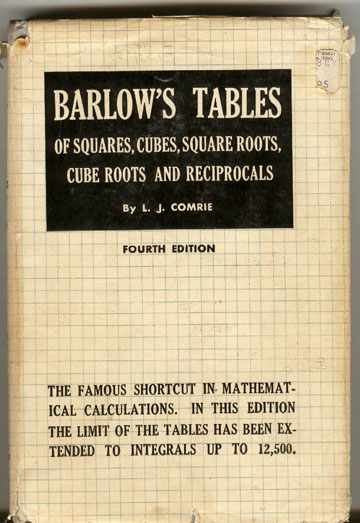 BARLOW'S TABLES
OF SQUARES, CUBES, SQUARE ROOTS,
CUBE ROOTS AND RECIPROCALS
By L. J. COMRIE
FOURTH EDITION
THE FAMOUS SHORTCUT IN MATHEMAT-
ICAL CALCULATIONS. IN THIS EDITION
THE LIMIT OF THE TABLES HAS BEEN EX-
TENDED TO INTEGRALS UP TO 12,500.